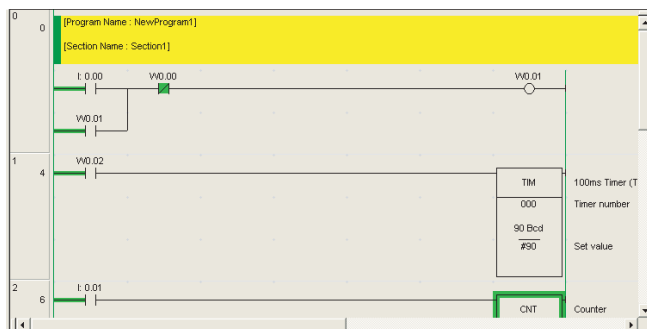 0
0
[Program Name : NewProgram1]
[Section Name : Section1]
I: 0.00 W0.00 W0.01
W0.01
1
4
W0.02
TIM 100ms Timer (T
000 Timer number
90 Bcd
#90 Set value
2
6
I: 0.01
CNT Counter